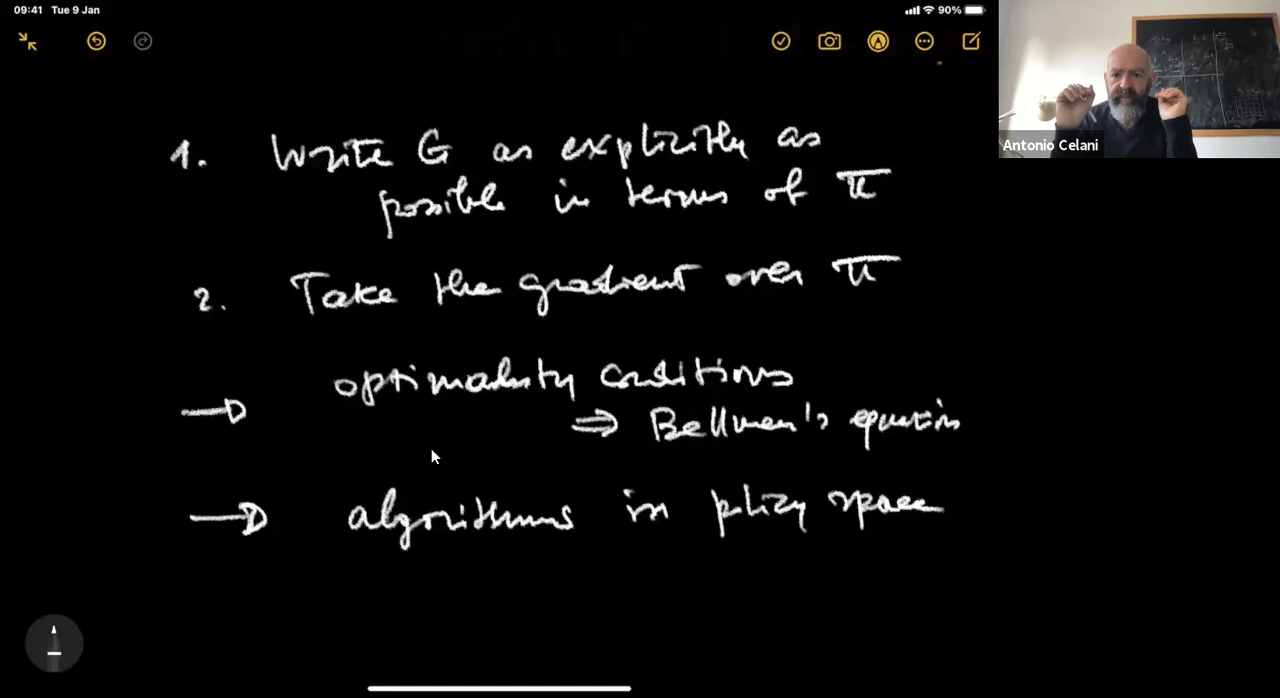 09:41 Tue 9 Jan
90%
Antonio Celani
1. Write G as explicitly as
possible in terms of π
2. Take the gradient over π
→ optimality conditions
⇒ Bellman's equation
→ algorithms in policy space